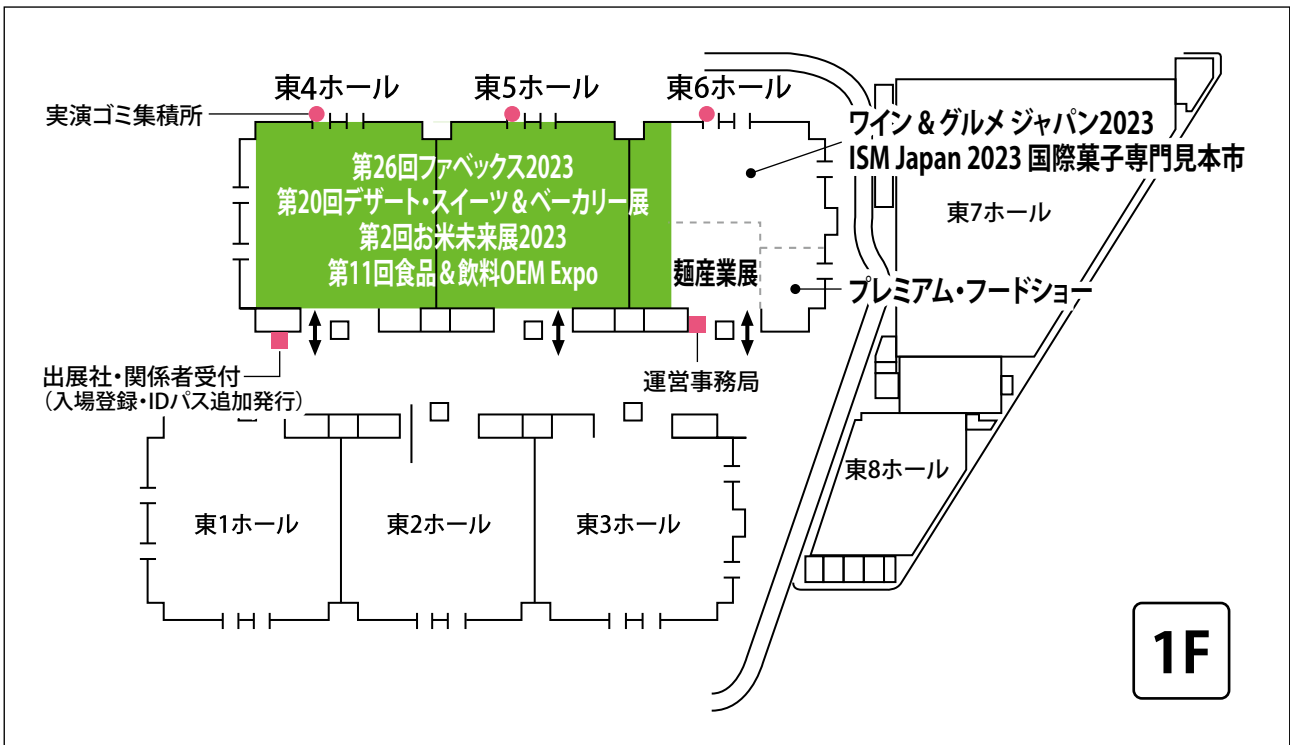 東4ホール
東5ホール
東6ホール
実演ゴミ集積所
ワイン & グルメ ジャパン2023
ISM Japan 2023 国際菓子専門見本市
第26回ファベックス2023
第20回デザート・スイーツ & ベーカリー展
第2回お米未来展2023
第11回食品 & 飲料OEM Expo
東7ホール
麺産業展
プレミアム・フードショー
出展社・関係者受付
（入場登録・IDパス追加発行）
運営事務局
東8ホール
東1ホール
東2ホール
東3ホール
1F